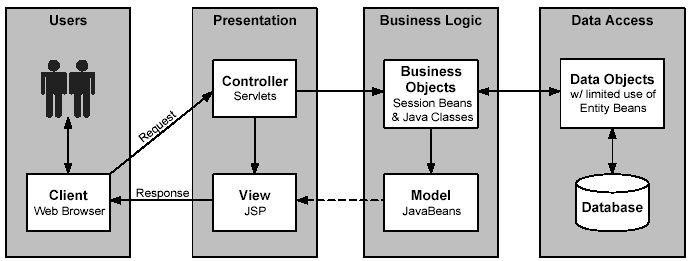 Users
Presentation
Business Logic
Data Access
Controller
Servlets
Business
Objects
Session Beans
& Java Classes
Data Objects
w/ limited use of
Entity Beans
Request
Client
Web Browser
Response
View
JSP
Model
JavaBeans
Database